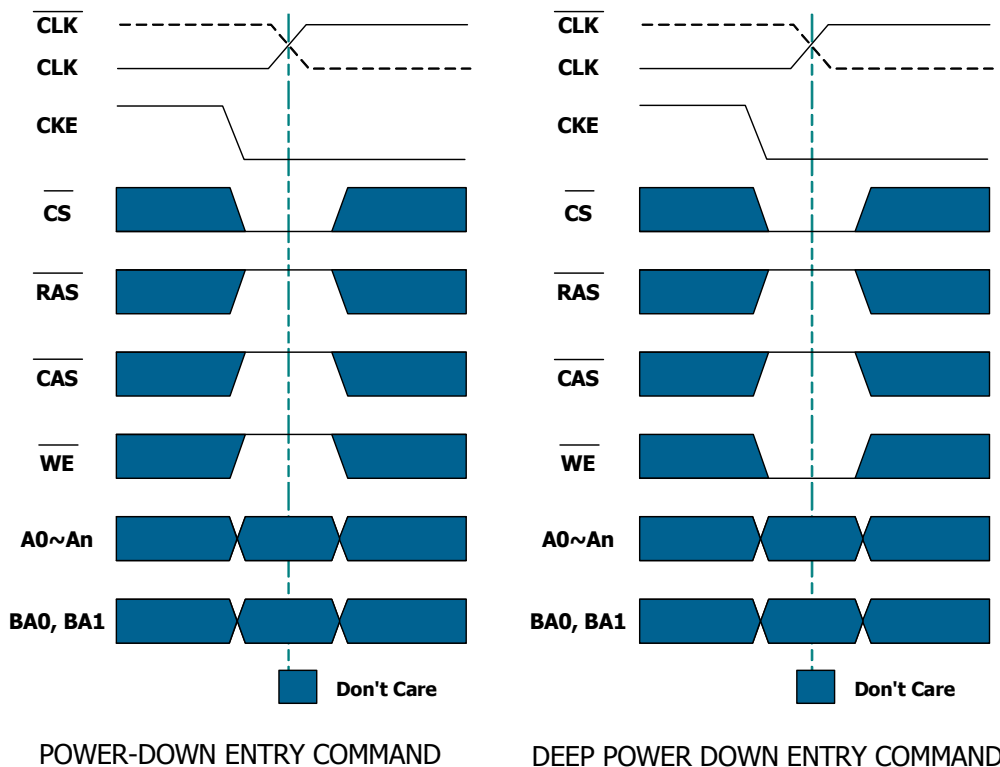 CLK
CLK
CKE
CS
RAS
CAS
WE
A0~An
BA0, BA1
Don't Care
POWER-DOWN ENTRY COMMAND
CLK
CLK
CKE
CS
RAS
CAS
WE
A0~An
BA0, BA1
Don't Care
DEEP POWER DOWN ENTRY COMMAND